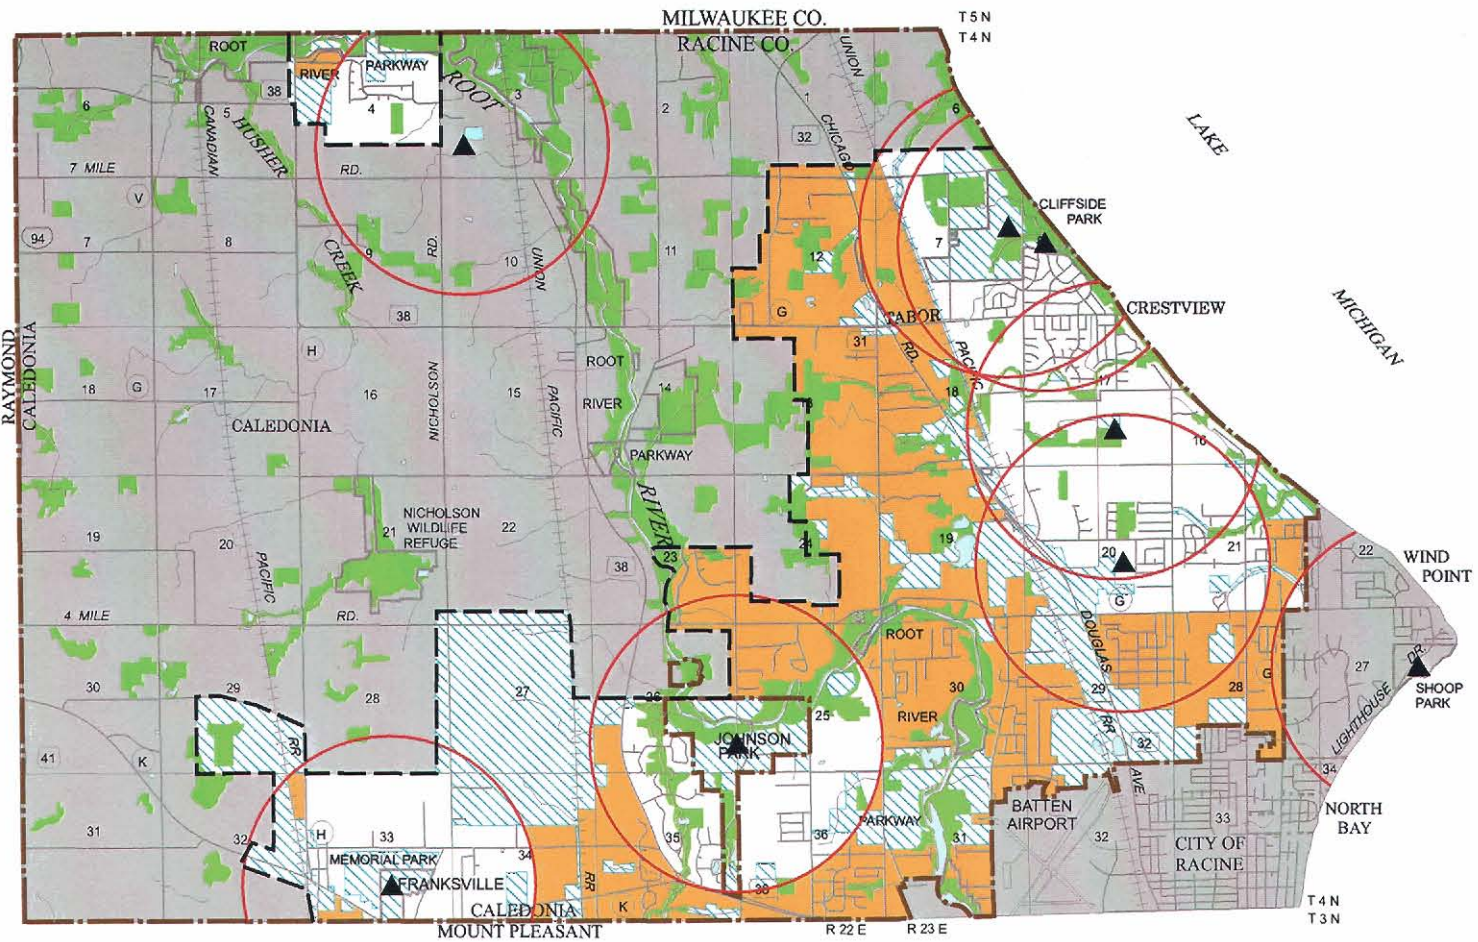 MILWAUKEE CO.
RACINE CO.
T 5 N
T 4 N
ROOT
RIVER
PARKWAY
ROOT
UNION
38
6
5
4
3
2
1
6
32
CHICAGO
CANADIAN
HUSHER
LAKE
7 MILE
RD.
V
CLIFFSIDE
PARK
94
7
8
9
RD.
10
UNION
11
12
7
CREEK
38
G
TABOR
CRESTVIEW
MICHIGAN
RAYMOND
CALEDONIA
H
31
RD.
ROOT
18
G
17
16
NICHOLSON
15
PACIFIC
RIVER
14
18
17
CALEDONIA
16
PARKWAY
RIVER
NICHOLSON
WILDLIFE
REFUGE
19
20
21
22
23
24
19
20
21
22
PACIFIC
38
WIND
POINT
G
4 MILE
RD.
ROOT
DOUGLAS
DR.
27
30
29
28
27
26
25
RIVER
30
29
28
G
SHOOP
PARK
LIGHTHOUSE
RR
RR
32
JOHNSON
PARK
41
K
34
AVE
BATTEN
AIRPORT
NORTH
BAY
31
32
H
33
34
35
36
PARKWAY
31
32
33
CITY OF
RACINE
MEMORIAL PARK
FRANKSVILLE
RR
38
K
CALEDONIA
MOUNT PLEASANT
R 22 E
R 23 E
T 4 N
T 3 N